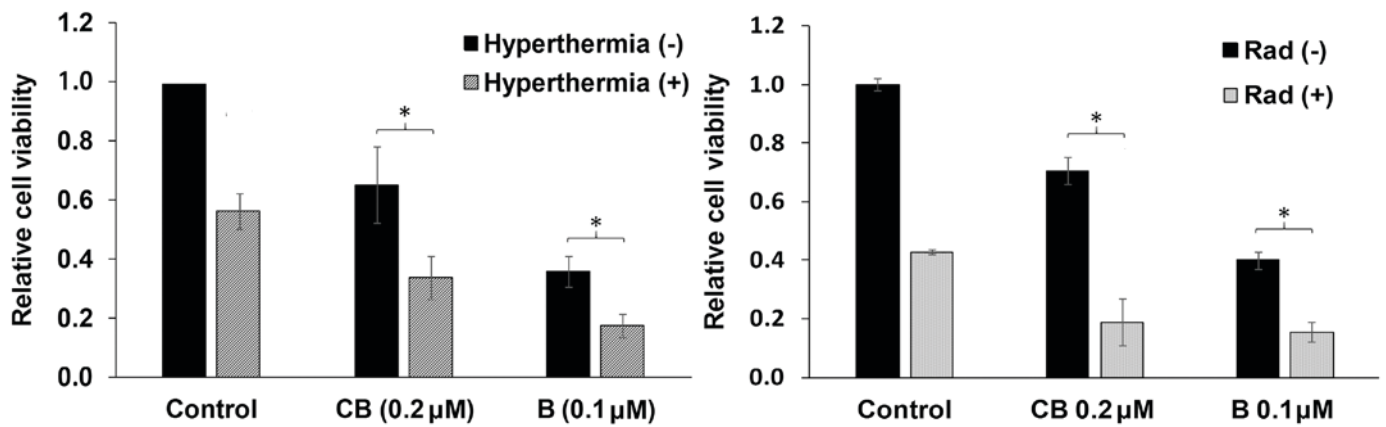 Relative cell viability
1.2
1.0
0.8
0.6
0.4
0.2
0.0
Hyperthermia (-)
Hyperthermia (+)
*
*
Control
CB (0.2 µM)
B (0.1 µM)
Relative cell viability
1.2
1.0
0.8
0.6
0.4
0.2
0.0
Rad (-)
Rad (+)
*
*
Control
CB 0.2 µM
B 0.1µM